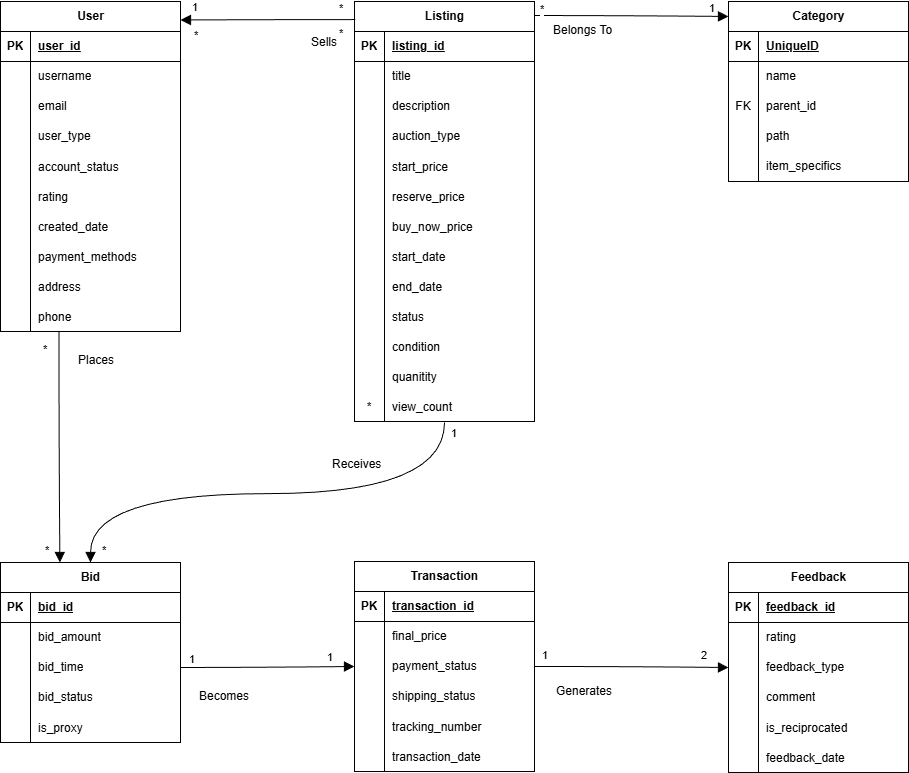 User
PK user_id
username
email
user_type
account_status
rating
created_date
payment_methods
address
phone
1
*
*
*
Sells
Listing
PK listing_id
title
description
auction_type
start_price
reserve_price
buy_now_price
start_date
end_date
status
condition
quanitity
* view_count
*
1
Belongs To
Category
PK UniqueID
name
FK parent_id
path
item_specifics
*
Places
*
1
Receives
*
Bid
PK bid_id
bid_amount
bid_time
bid_status
is_proxy
1
1
Becomes
Transaction
PK transaction_id
final_price
payment_status
shipping_status
tracking_number
transaction_date
1
2
Generates
Feedback
PK feedback_id
rating
feedback_type
comment
is_reciprocated
feedback_date